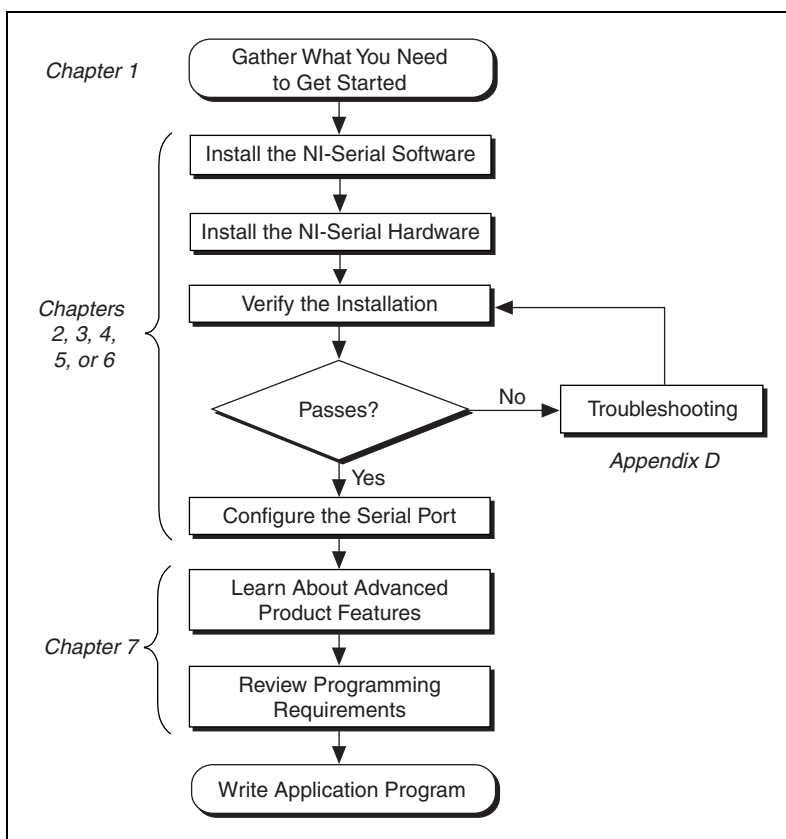 Chapter 1
Gather What You Need
to Get Started
Install the NI-Serial Software
Install the NI-Serial Hardware
Chapters
2, 3, 4,
5, or 6
Verify the Installation
Passes?
No
Troubleshooting
Appendix D
Yes
Configure the Serial Port
Chapter 7
Learn About Advanced
Product Features
Review Programming
Requirements
Write Application Program